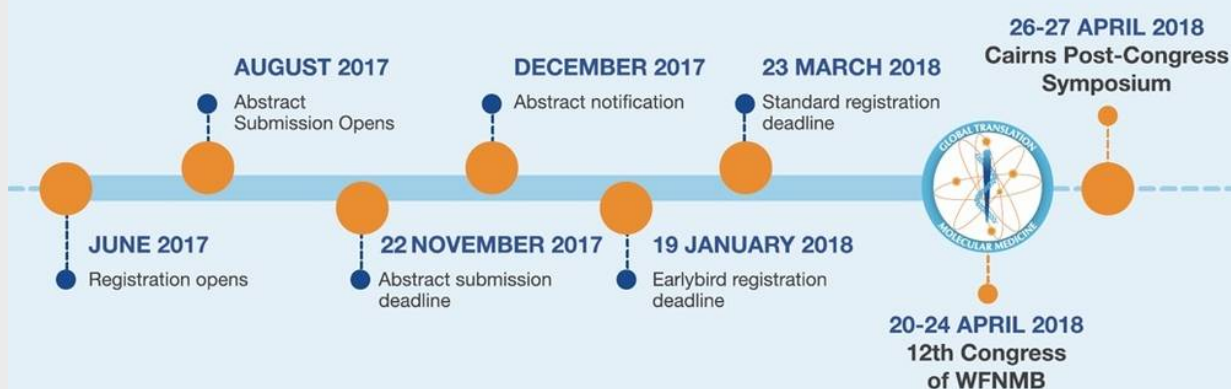 JUNE 2017
Registration opens
AUGUST 2017
Abstract
Submission Opens
22 NOVEMBER 2017
Abstract submission
deadline
DECEMBER 2017
Abstract notification
19 JANUARY 2018
Earlybird registration
deadline
23 MARCH 2018
Standard registration
deadline
GLOBAL TRANSLATION
MOLECULAR MEDICINE
20-24 APRIL 2018
12th Congress
of WFNMB
26-27 APRIL 2018
Cairns Post-Congress
Symposium